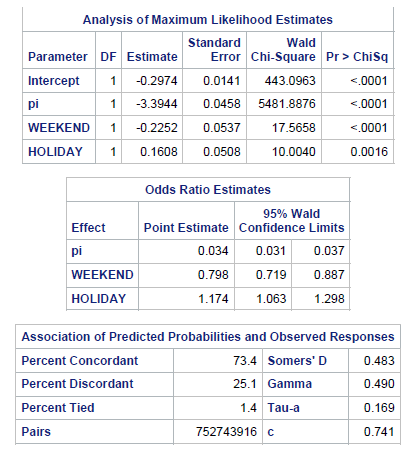 Analysis of Maximum Likelihood Estimates
Parameter DF Estimate Standard Error Wald Chi-Square Pr > ChiSq
Intercept 1 -0.2974 0.0141 443.0963 <.0001
pi 1 -3.3944 0.0458 5481.8876 <.0001
WEEKEND 1 -0.2252 0.0537 17.5658 <.0001
HOLIDAY 1 0.1608 0.0508 10.0040 0.0016
Odds Ratio Estimates
Effect Point Estimate 95% Wald Confidence Limits
pi 0.034 0.031 0.037
WEEKEND 0.798 0.719 0.887
HOLIDAY 1.174 1.063 1.298
Association of Predicted Probabilities and Observed Responses
Percent Concordant 73.4 Somers' D 0.483
Percent Discordant 25.1 Gamma 0.490
Percent Tied 1.4 Tau-a 0.169
Pairs 752743916 c 0.741